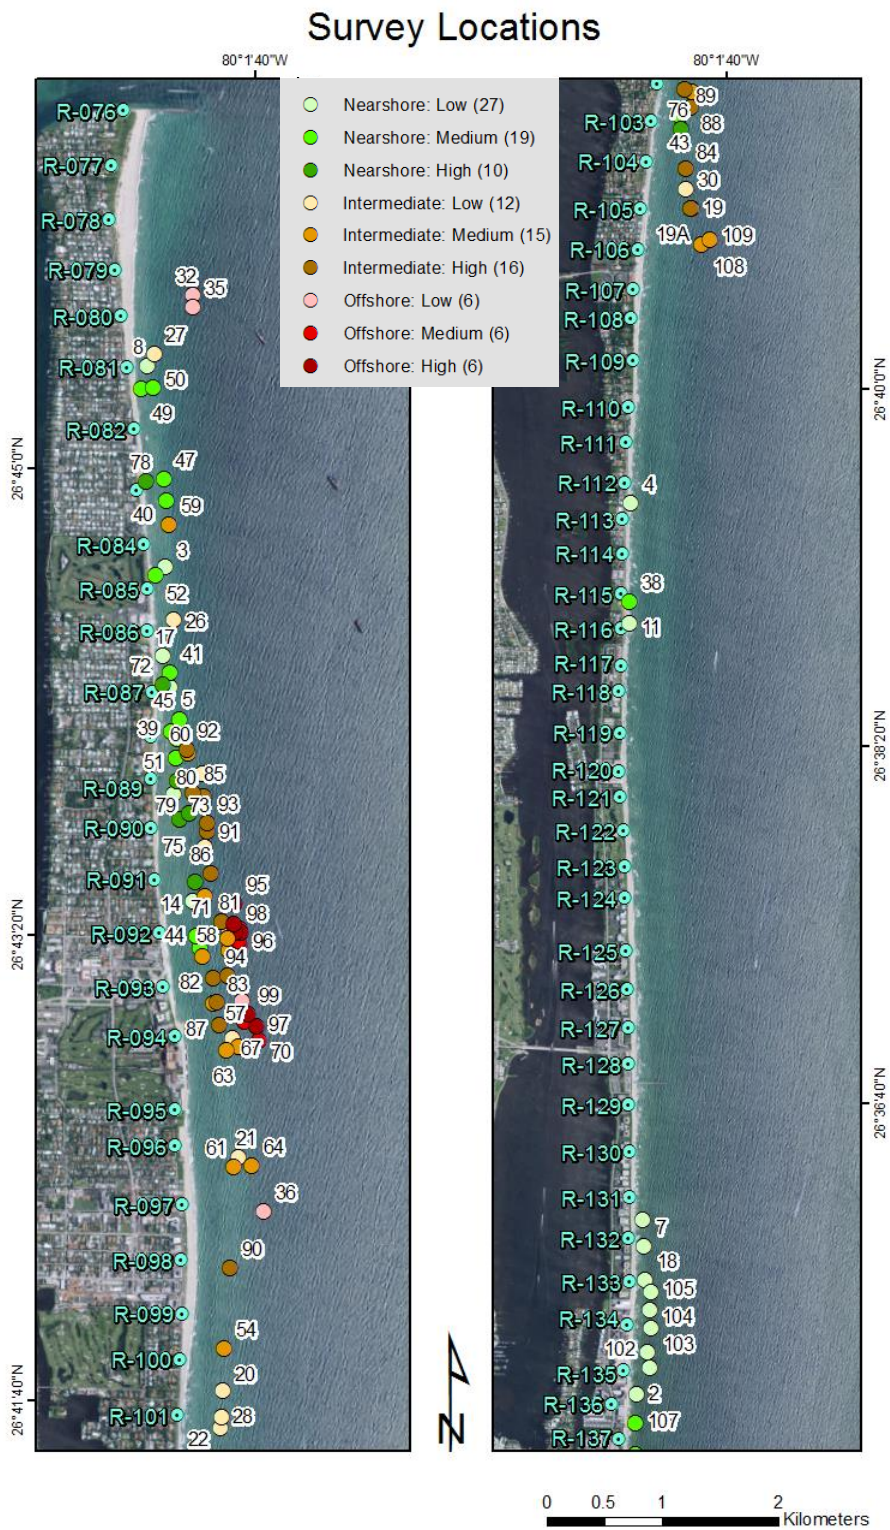 Survey Locations
80°1'40"W
80°1'40"W
Nearshore: Low (27)
Nearshore: Medium (19)
Nearshore: High (10)
Intermediate: Low (12)
Intermediate: Medium (15)
Intermediate: High (16)
Offshore: Low (6)
Offshore: Medium (6)
Offshore: High (6)
R-076
R-077
R-078
R-079
32
35
R-080
27
8
R-081
50
49
R-082
78
47
59
40
R-084
3
R-085
52
26
R-086
17
41
72
R-087
45
5
39
60
92
51
80
85
R-089
79
73
93
R-090
91
75
86
R-091
95
14
71
81
98
R-092
44
58
96
94
82
83
R-093
99
57
87
97
R-094
67
70
63
R-095
R-096
61
21
64
36
R-097
90
R-098
R-099
54
R-100
20
28
R-101
22
26°45'0"N
26°43'20"N
26°41'40"N
89
76
R-103
88
43
84
R-104
30
R-105
19
19A
109
R-106
108
R-107
R-108
R-109
R-110
R-111
R-112
4
R-113
R-114
38
R-115
11
R-116
R-117
R-118
R-119
R-120
R-121
R-122
R-123
R-124
R-125
R-126
R-127
R-128
R-129
R-130
R-131
7
R-132
18
R-133
105
104
R-134
103
102
R-135
2
R-136
107
R-137
26°40'0"N
26°38'20"N
26°36'40"N
N
0 0.5 1 2
Kilometers